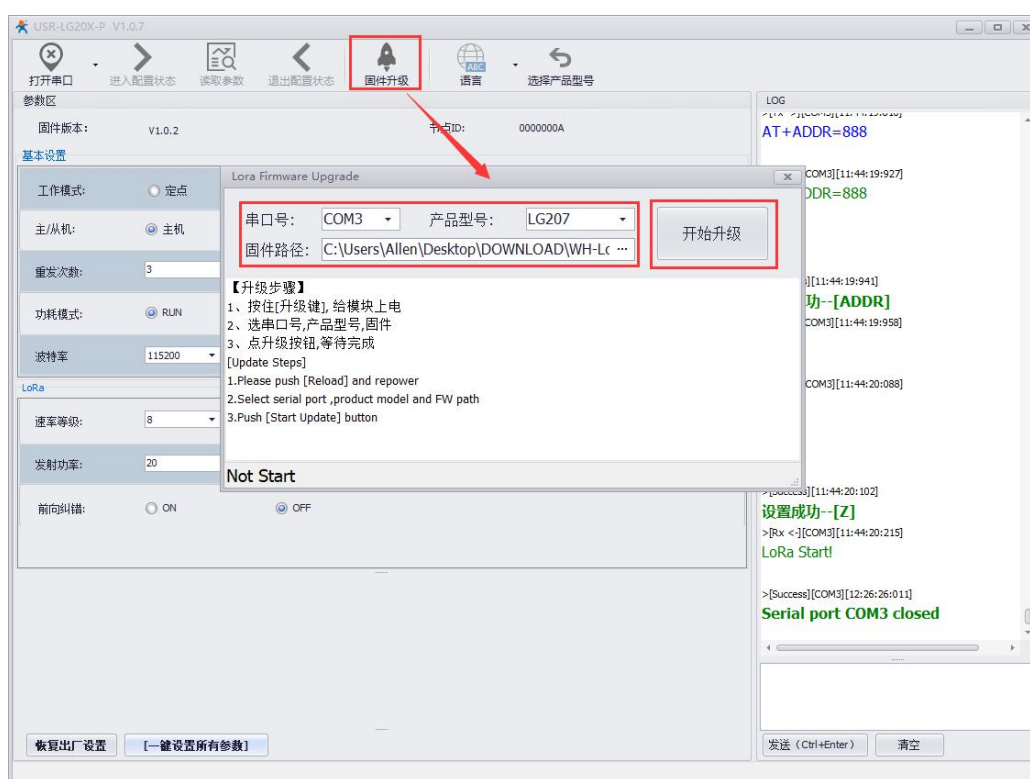 USR-LG20X-P V1.0.7
打开串口 进入配置状态 读取参数 退出配置状态 固件升级 ABC 语言 选择产品型号
参数区
固件版本: V1.0.2 节点ID: 0000000A
基本设置
工作模式: 定点
主/从机: 主机
重发次数: 3
功耗模式: RUN
波特率 115200
LoRa
速率等级: 8
发射功率: 20
前向纠错: ON OFF
恢复出厂设置 [一键设置所有参数]
Lora Firmware Upgrade
串口号: COM3 产品型号: LG207
固件路径: C:\Users\Allen\Desktop\DOWNLOAD\WH-Lc ···
开始升级
【升级步骤】
1、按住[升级键], 给模块上电
2、选串口号,产品型号,固件
3、点升级按钮,等待完成
[Update Steps]
1.Please push [Reload] and repower
2.Select serial port ,product model and FW path
3.Push [Start Update] button
Not Start
LOG
AT+ADDR=888
COM3][11:44:19:927]
DDR=888
][11:44:19:941]
功--[ADDR]
COM3][11:44:19:958]
COM3][11:44:20:088]
>[Success][11:44:20:102]
设置成功--[Z]
>[Rx <-][COM3][11:44:20:215]
LoRa Start!
>[Success][COM3][12:26:26:011]
Serial port COM3 closed
发送 (Ctrl+Enter) 清空